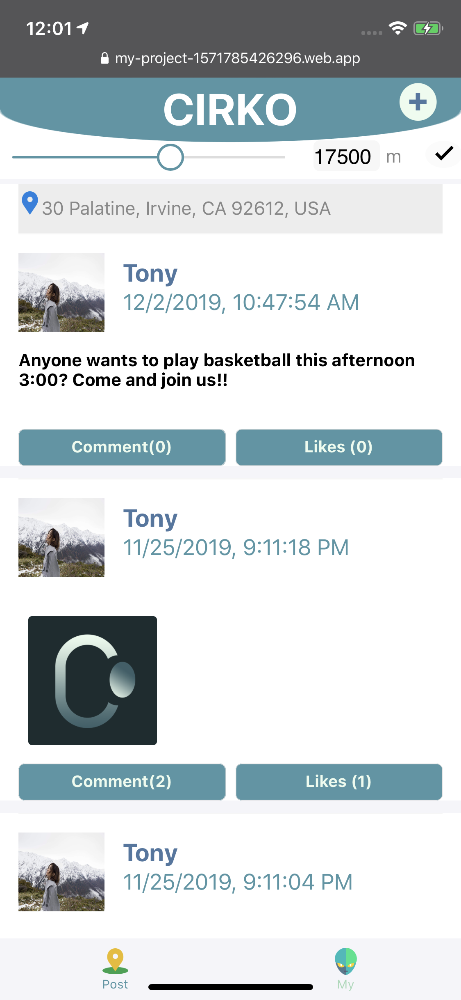 12:01
my-project-1571785426296.web.app
CIRKO
17500 m
30 Palatine, Irvine, CA 92612, USA
Tony
12/2/2019, 10:47:54 AM
Anyone wants to play basketball this afternoon
3:00? Come and join us!!
Comment(0) Likes (0)
Tony
11/25/2019, 9:11:18 PM
Comment(2) Likes (1)
Tony
11/25/2019, 9:11:04 PM
Post My